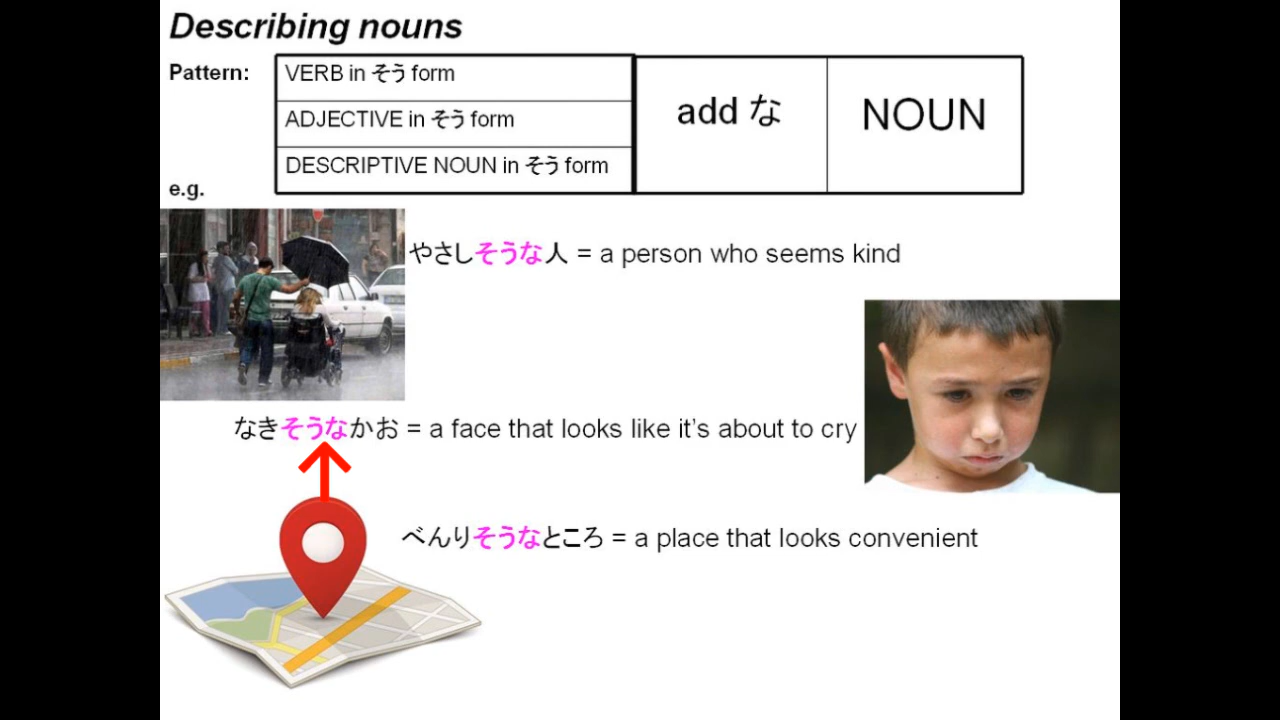 Describing nouns
Pattern:
VERB in そう form
ADJECTIVE in そう form
DESCRIPTIVE NOUN in そう form
add な
NOUN
e.g.
やさしそうな人 = a person who seems kind
なきそうなかお = a face that looks like it’s about to cry
べんりそうなところ = a place that looks convenient